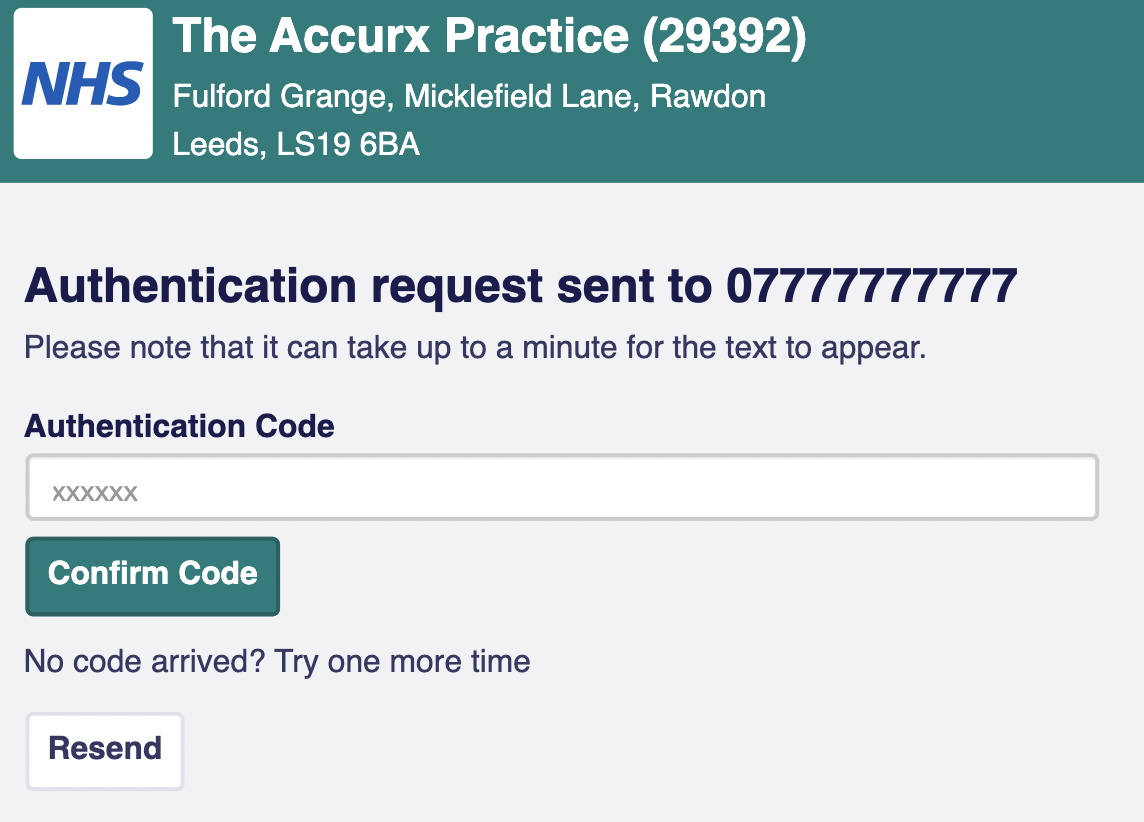 NHS
The Accurx Practice (29392)
Fulford Grange, Micklefield Lane, Rawdon
Leeds, LS19 6BA
Authentication request sent to 07777777777
Please note that it can take up to a minute for the text to appear.
Authentication Code
xxxxxx
Confirm Code
No code arrived? Try one more time
Resend